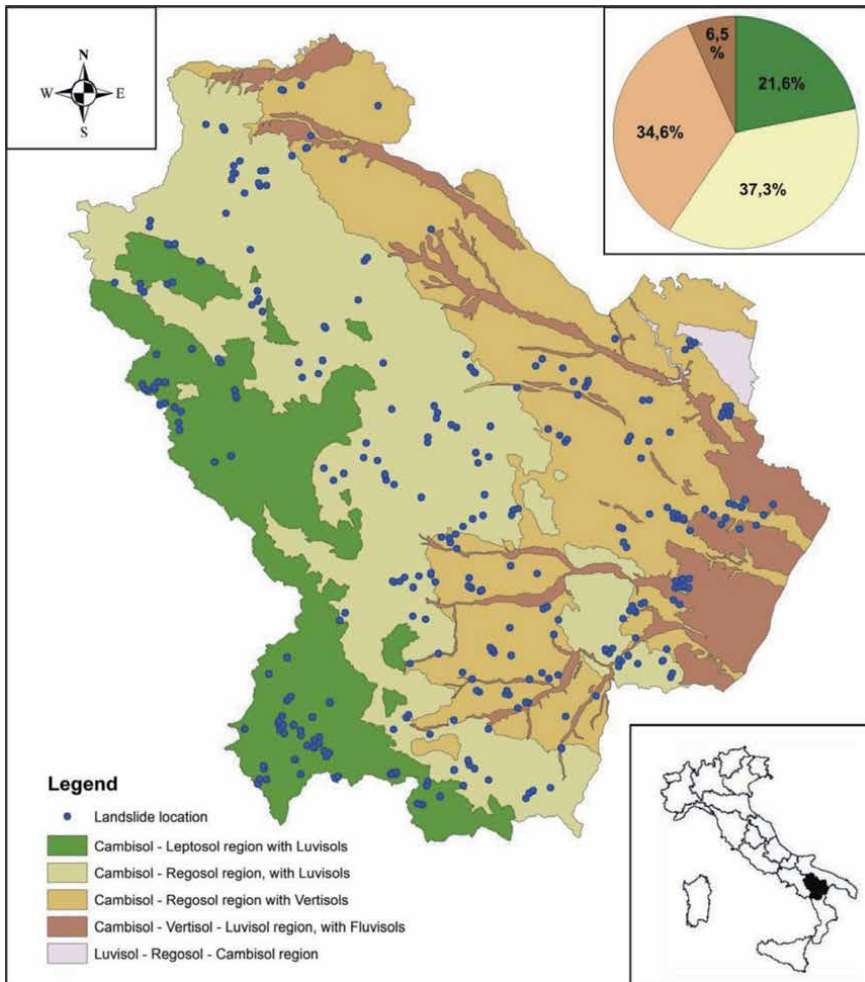 N
W E
S
6,5
%
21,6%
34,6%
37,3%
Legend
Landslide location
Cambisol - Leptosol region with Luvisols
Cambisol - Regosol region, with Luvisols
Cambisol - Regosol region with Vertisols
Cambisol - Vertisol - Luvisol region, with Fluvisols
Luvisol - Regosol - Cambisol region